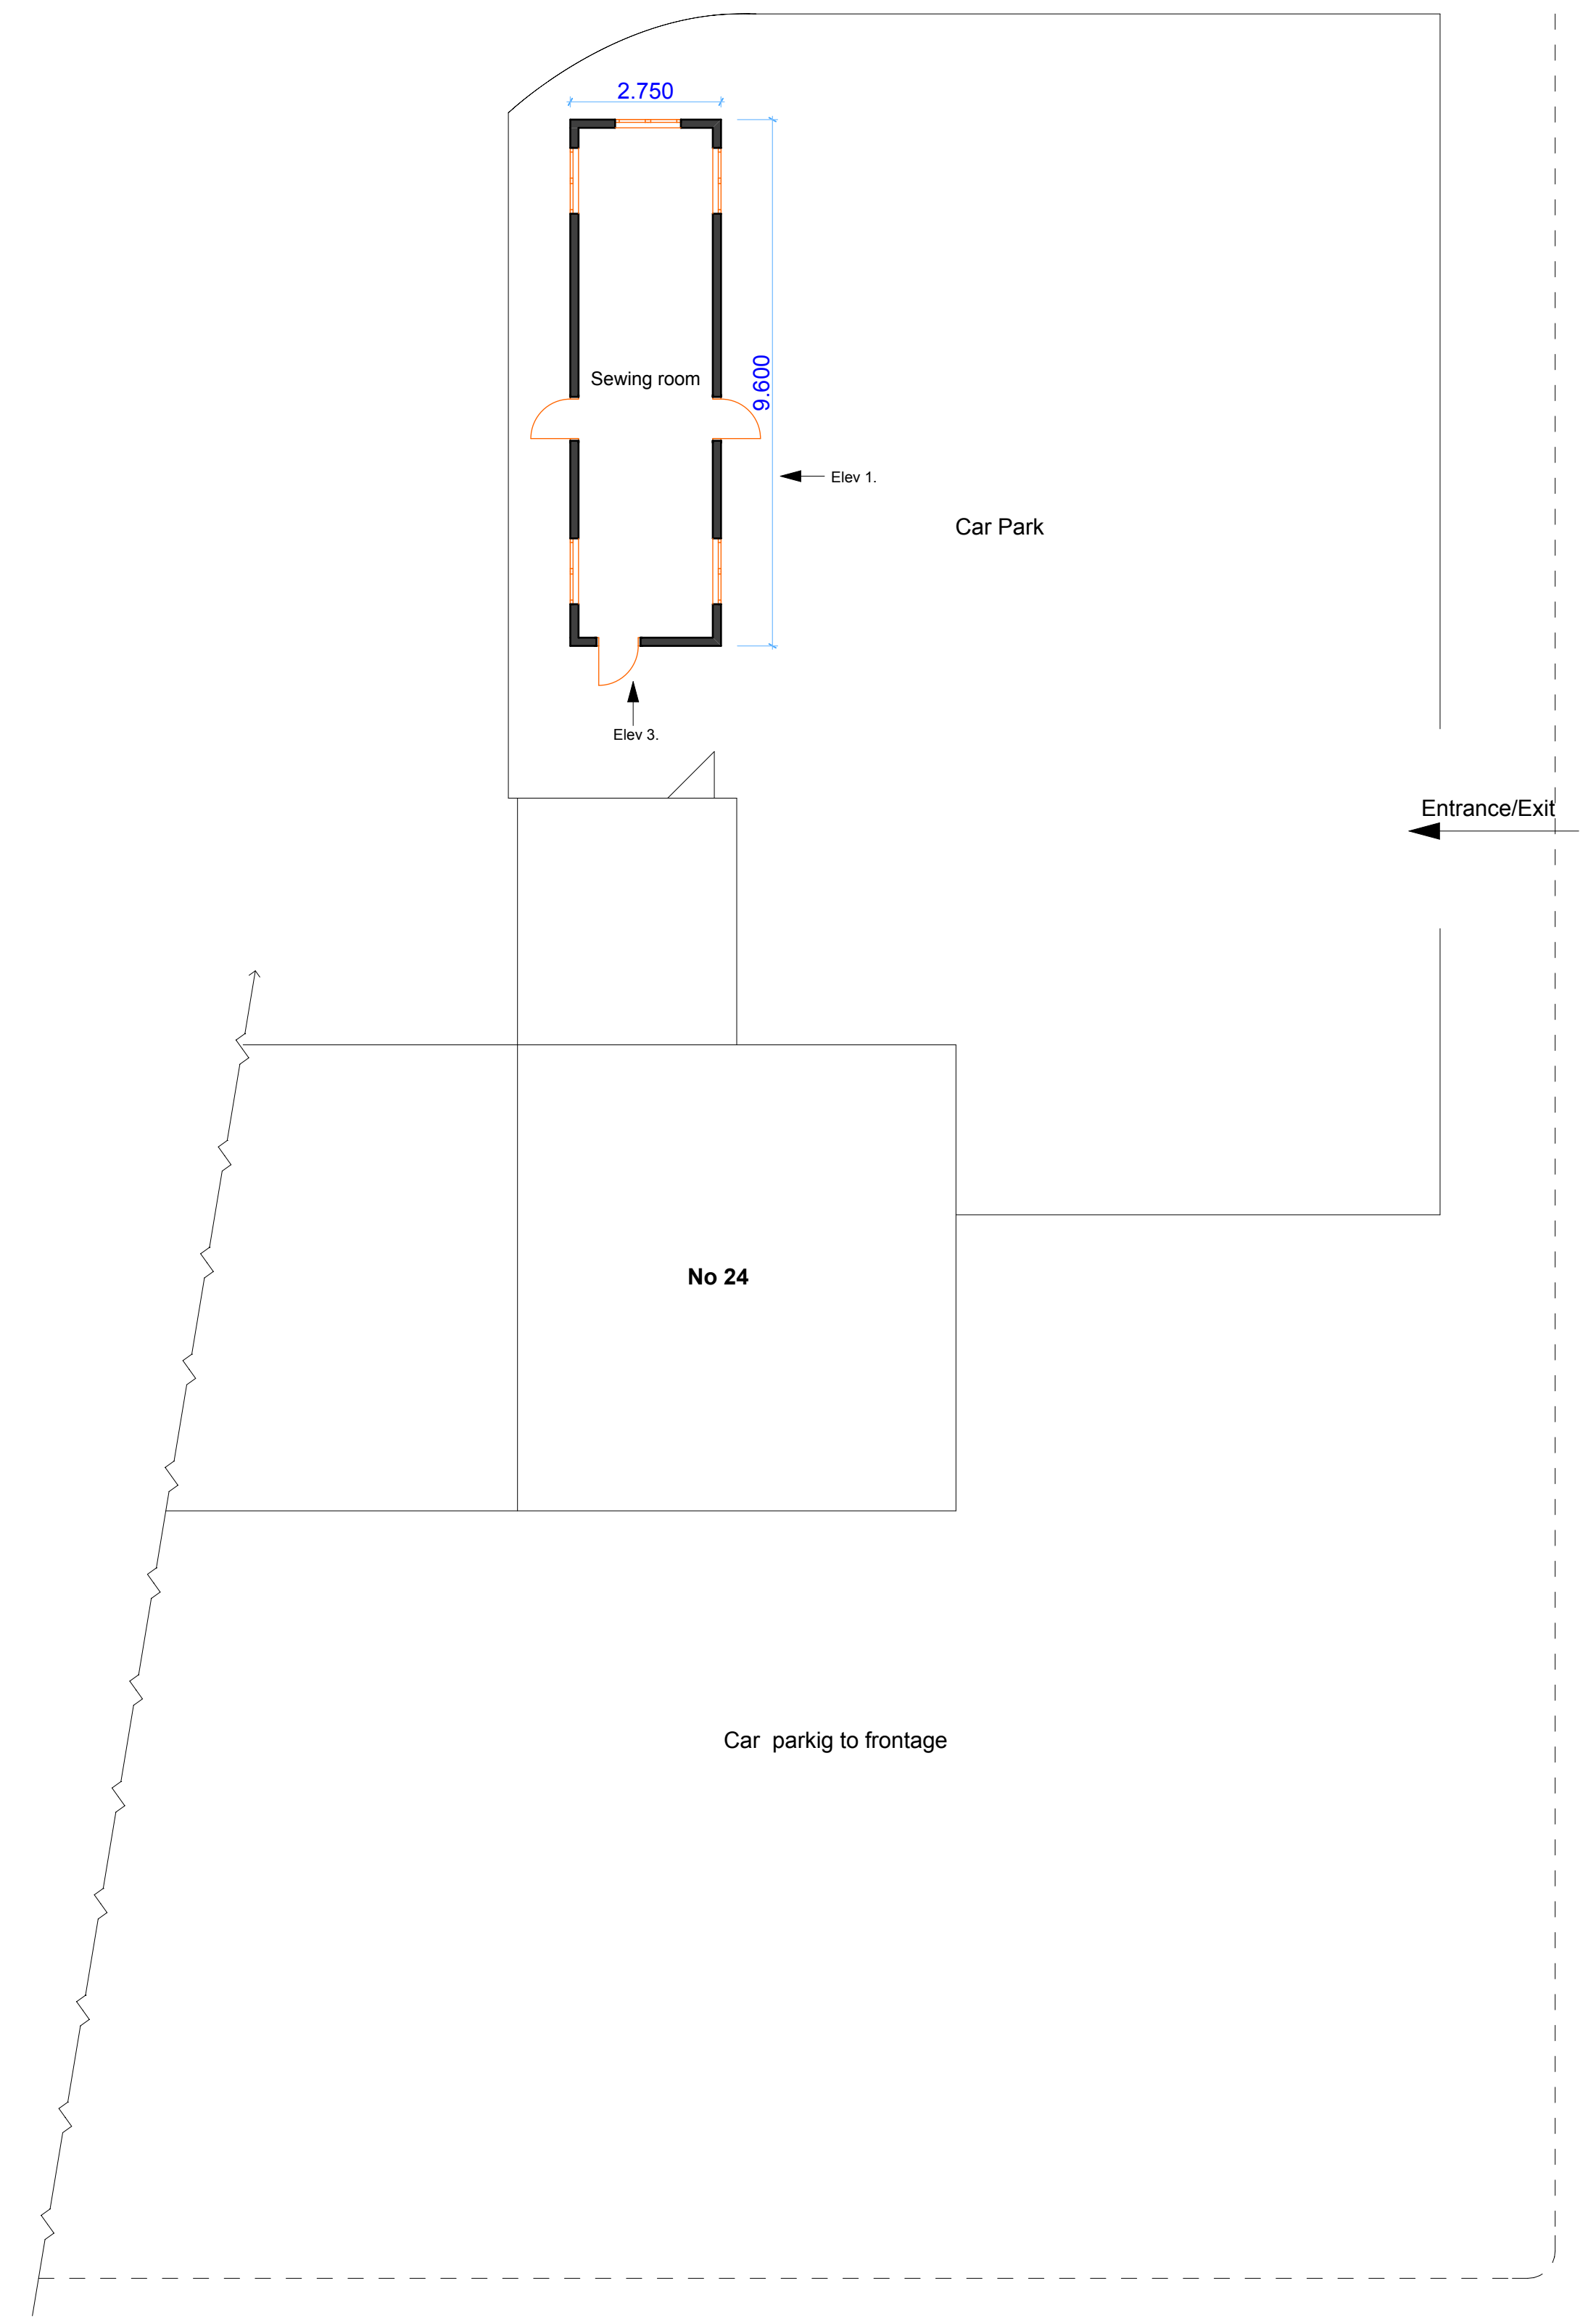 2.750
Sewing room
9.600
Elev 1.
Car Park
Elev 3.
Entrance/Exit
No 24
Car parkig to frontage